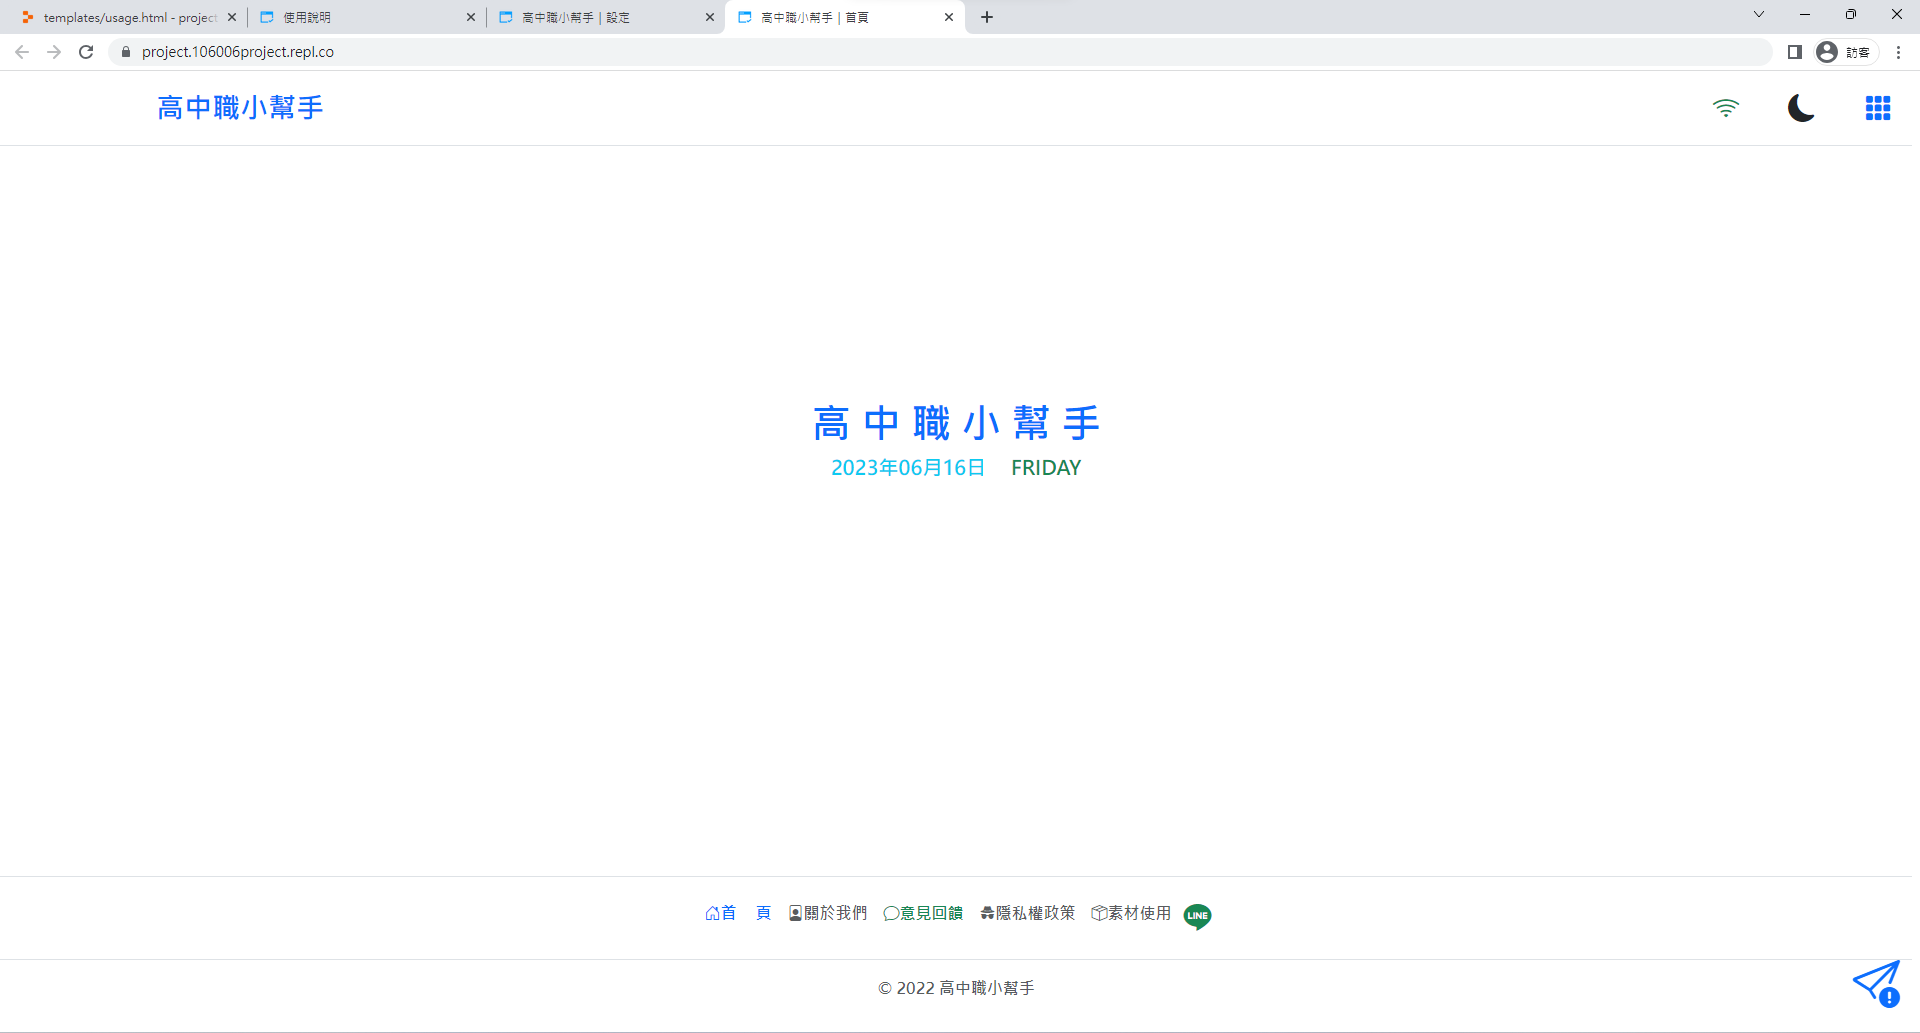 templates/usage.html - project
使用說明
高中職小幫手 | 設定
高中職小幫手 | 首頁
project.106006project.repl.co
訪客
高中職小幫手
高中職小幫手
2023年06月16日 FRIDAY
首 頁 關於我們 意見回饋 隱私權政策 素材使用 LINE
© 2022 高中職小幫手